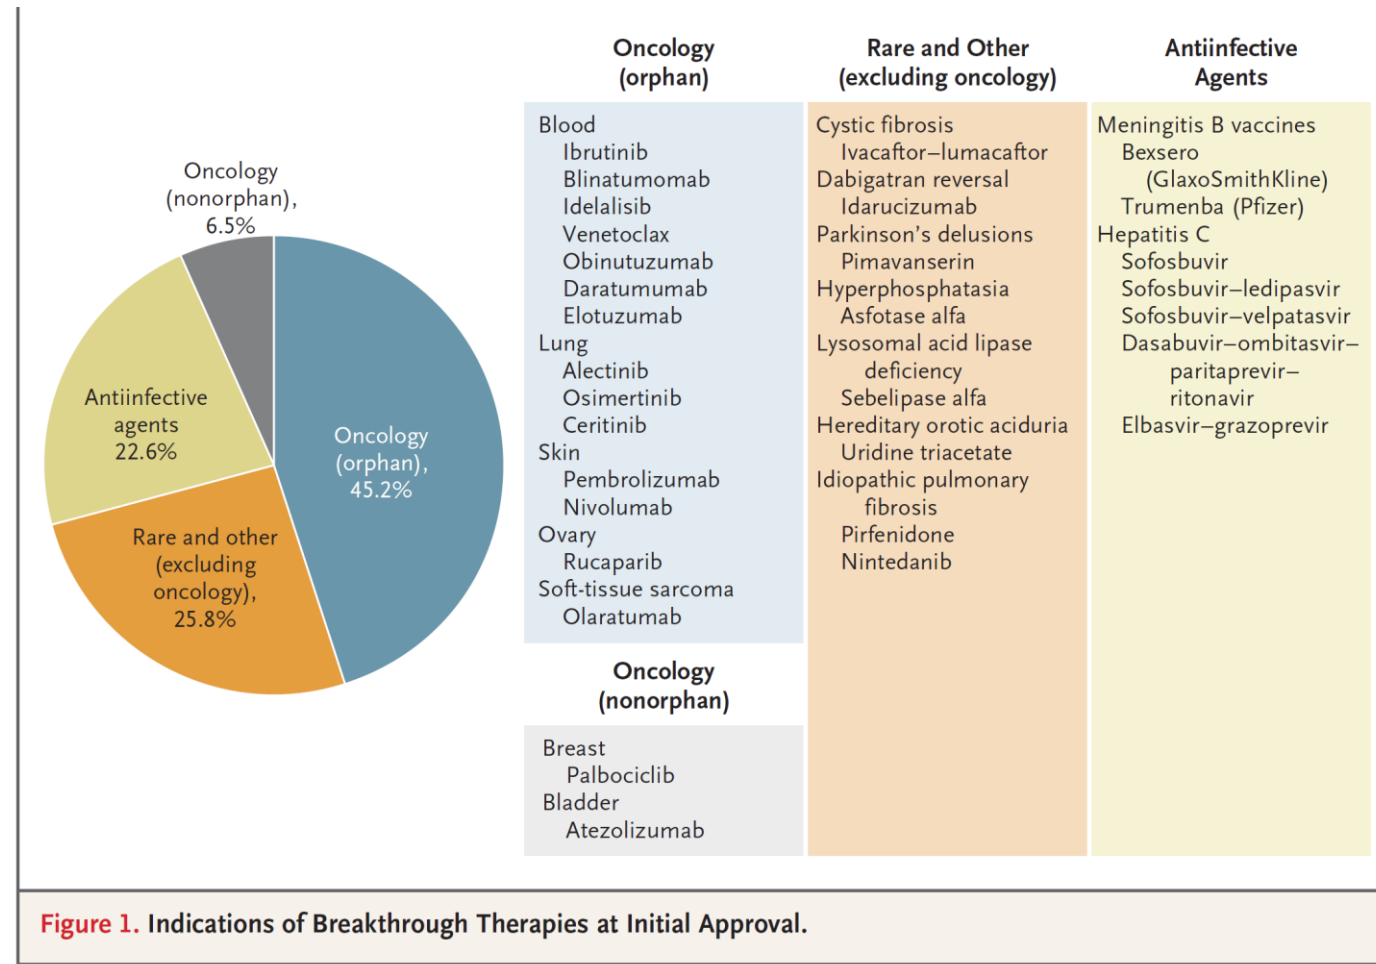 Oncology
(nonorphan),
6.5%
Antiinfective
agents
22.6%
Oncology
(orphan),
45.2%
Rare and other
(excluding
oncology),
25.8%
Oncology
(orphan)
Blood
Ibrutinib
Blinatumomab
Idelalisib
Venetoclax
Obinutuzumab
Daratumumab
Elotuzumab
Lung
Alectinib
Osimertinib
Ceritinib
Skin
Pembrolizumab
Nivolumab
Ovary
Rucaparib
Soft-tissue sarcoma
Olaratumab
Oncology
(nonorphan)
Breast
Palbociclib
Bladder
Atezolizumab
Rare and Other
(excluding oncology)
Cystic fibrosis
Ivacaftor–lumacaftor
Dabigatran reversal
Idarucizumab
Parkinson’s delusions
Pimavanserin
Hyperphosphatasia
Asfotase alfa
Lysosomal acid lipase
deficiency
Sebelipase alfa
Hereditary orotic aciduria
Uridine triacetate
Idiopathic pulmonary
fibrosis
Pirfenidone
Nintedanib
Antiinfective
Agents
Meningitis B vaccines
Bexsero
(GlaxoSmithKline)
Trumenba (Pfizer)
Hepatitis C
Sofosbuvir
Sofosbuvir–ledipasvir
Sofosbuvir–velpatasvir
Dasabuvir–ombitasvir–
paritaprevir–
ritonavir
Elbasvir–grazoprevir
Figure 1. Indications of Breakthrough Therapies at Initial Approval.